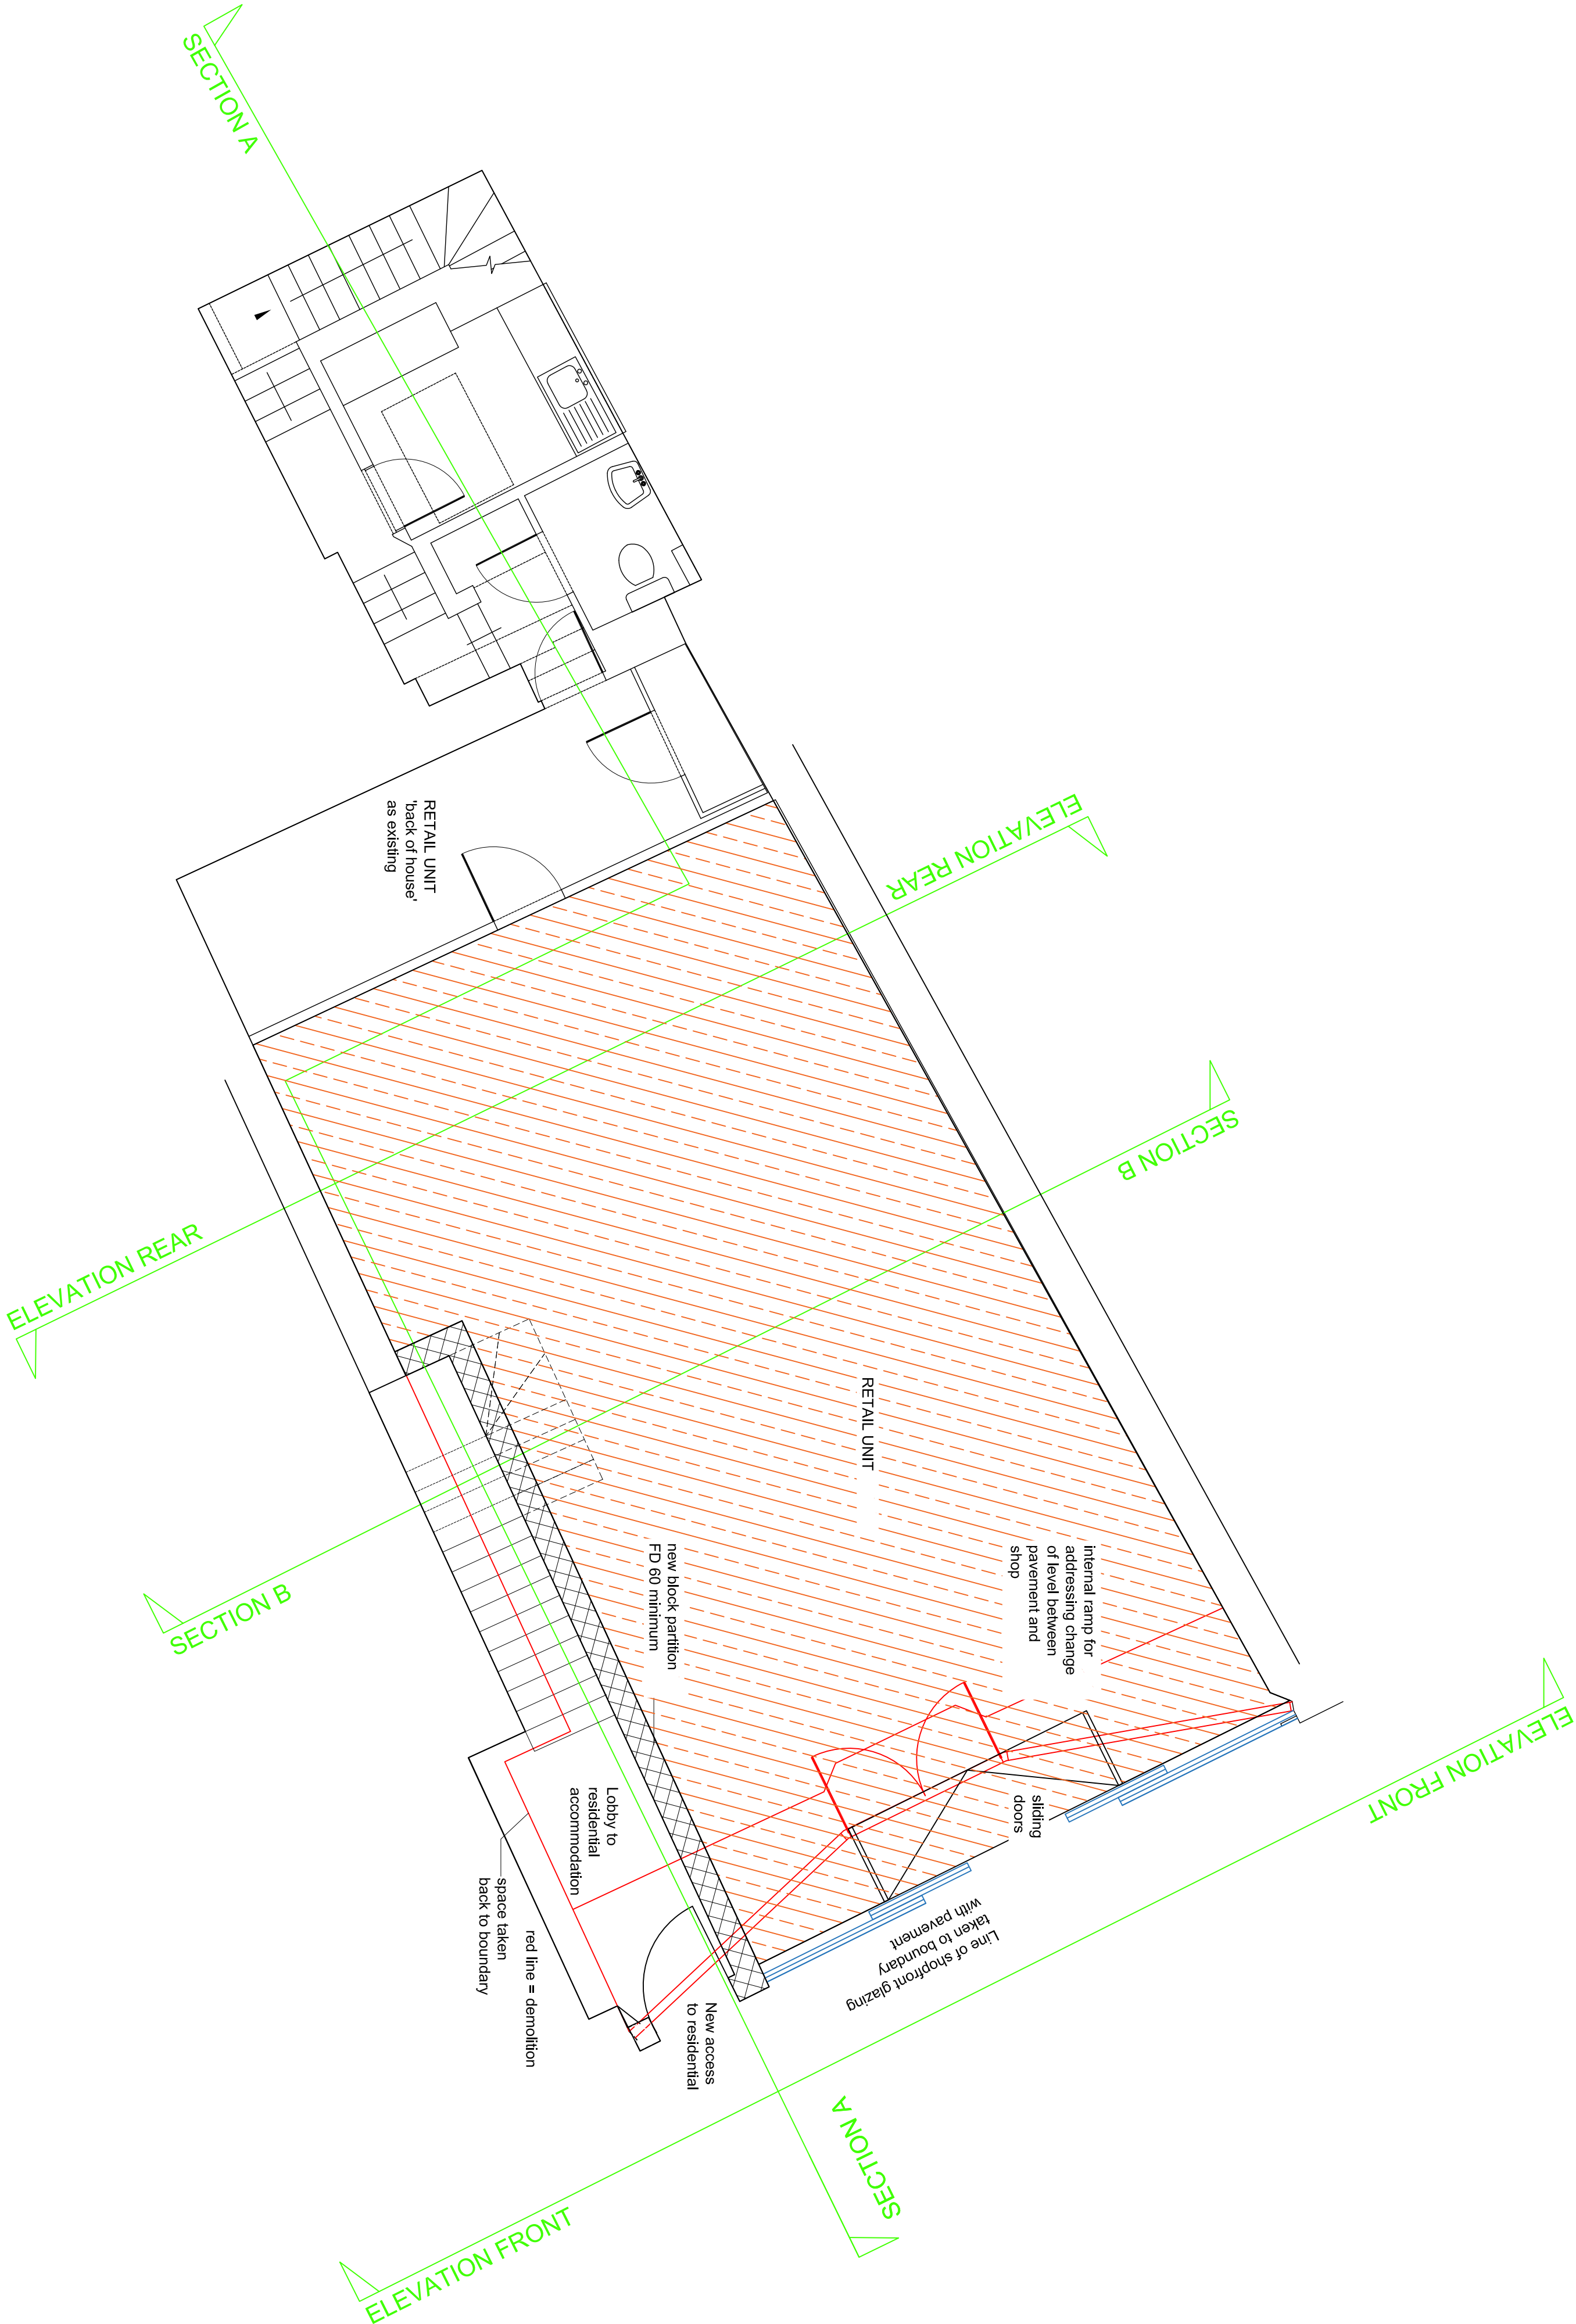 SECTION A
ELEVATION REAR
RETAIL UNIT
'back of house'
as existing
SECTION B
ELEVATION REAR
RETAIL UNIT
internal ramp for
addressing change
of level between
pavement and
shop
new block partition
FD 60 minimum
SECTION B
ELEVATION FRONT
sliding
doors
Lobby to
residential
accommodation
Line of shopfront glazing
taken to boundary
with pavement
space taken
back to boundary
red line = demolition
New access
to residential
SECTION A
ELEVATION FRONT